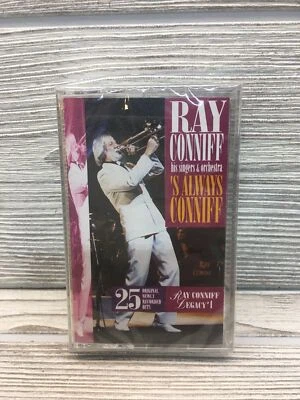 RAY
CONNIFF
his singers & orchestra
'S ALWAYS
CONNIFF
25
ORIGINAL
NEWLY
RECORDED
HITS
RAY CONNIFF
LEGACY